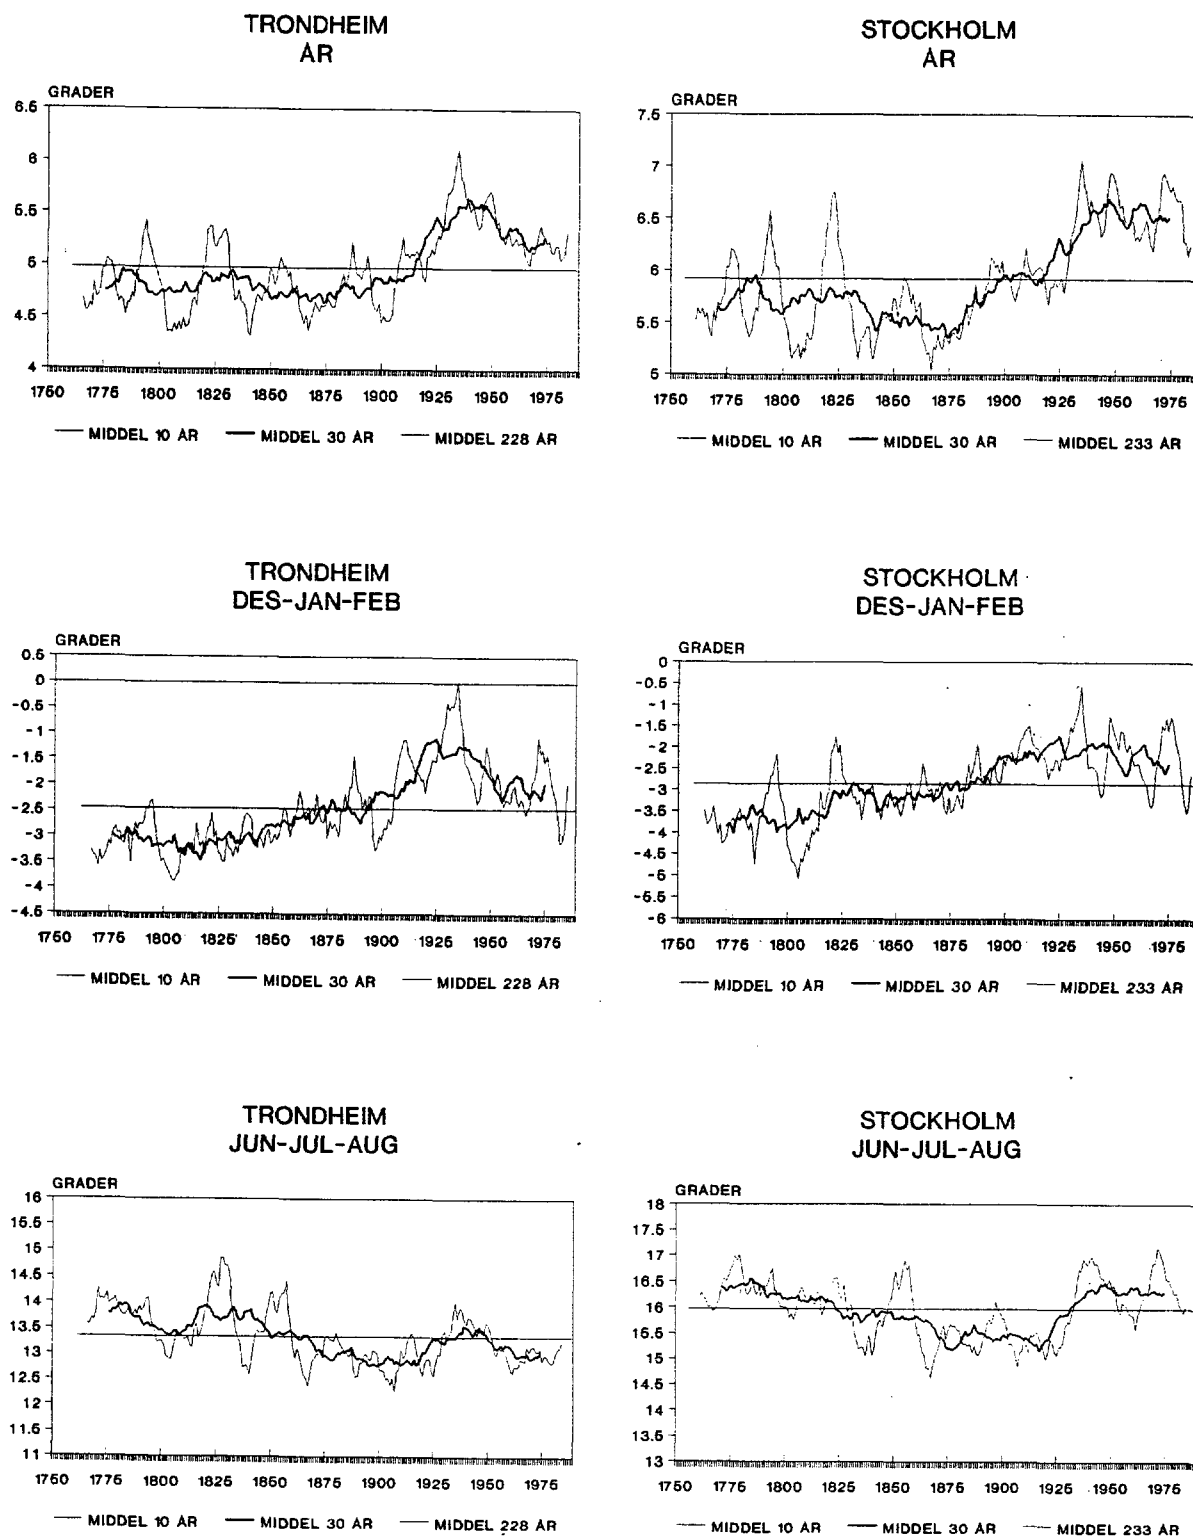 TRONDHEIM
ÅR
GRADER
6.5
6
5.5
5
4.5
4
1750 1775 1800 1825 1850 1875 1900 1925 1950 1975
MIDDEL 10 ÅR MIDDEL 30 ÅR MIDDEL 228 ÅR
STOCKHOLM
ÅR
GRADER
7.5
7
6.5
6
5.5
5
1750 1775 1800 1825 1850 1875 1900 1925 1950 1975
MIDDEL 10 ÅR MIDDEL 30 ÅR MIDDEL 233 ÅR
TRONDHEIM
DES-JAN-FEB
GRADER
0.5
0
-0.5
-1
-1.5
-2
-2.5
-3
-3.5
-4
-4.5
1750 1775 1800 1825 1850 1875 1900 1925 1950 1975
MIDDEL 10 ÅR MIDDEL 30 ÅR MIDDEL 228 ÅR
STOCKHOLM
DES-JAN-FEB
GRADER
0
-0.5
-1
-1.5
-2
-2.5
-3
-3.5
-4
-4.5
-5
-5.5
-6
1750 1775 1800 1825 1850 1875 1900 1925 1950 1975
MIDDEL 10 ÅR MIDDEL 30 ÅR MIDDEL 233 ÅR
TRONDHEIM
JUN-JUL-AUG
GRADER
16
15.5
15
14.5
14
13.5
13
12.5
12
11.5
11
1750 1775 1800 1825 1850 1875 1900 1925 1950 1975
MIDDEL 10 ÅR MIDDEL 30 ÅR MIDDEL 228 ÅR
STOCKHOLM
JUN-JUL-AUG
GRADER
18
17.5
17
16.5
16
15.5
15
14.5
14
13.5
13
1750 1775 1800 1825 1850 1875 1900 1925 1950 1975
MIDDEL 10 ÅR MIDDEL 30 ÅR MIDDEL 233 ÅR